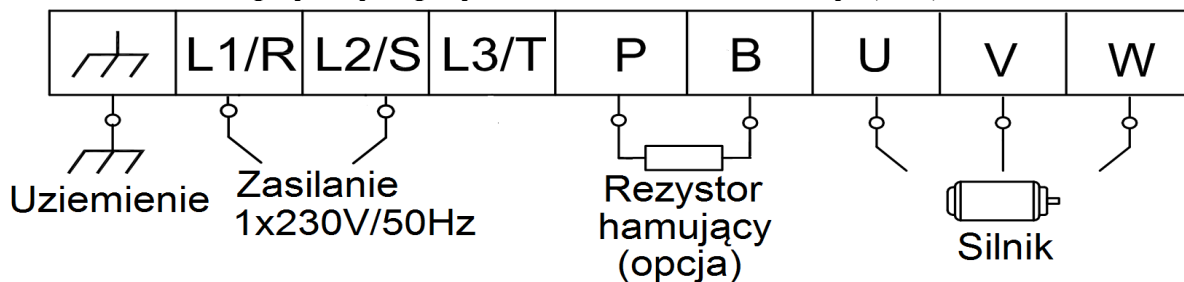 L1/R L2/S L3/T P B U V W
Uziemienie
Zasilanie
1x230V/50Hz
Rezystor
hamujący
(opcja)
Silnik